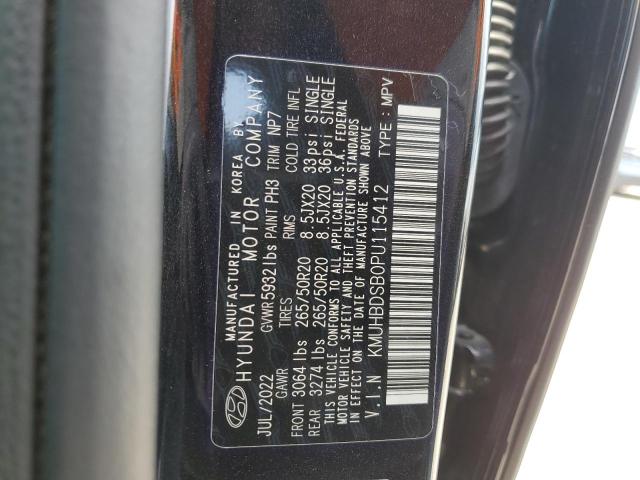 MANUFACTURED IN KOREA BY
HYUNDAI MOTOR COMPANY
JUL/2022 GVWR 5932lbs PAINT PH3 TRIM NP7
GAWR TIRES RIMS COLD TIRE INFL
FRONT 3064 lbs 265/50R20 8.5JX20 33psi SINGLE
REAR 3274 lbs 265/50R20 8.5JX20 36psi SINGLE
THIS VEHICLE CONFORMS TO ALL APPLICABLE U.S.A. FEDERAL
MOTOR VEHICLE SAFETY AND THEFT PREVENTION STANDARDS
IN EFFECT ON THE DATE OF MANUFACTURE SHOWN ABOVE
V.I.N KMUHBDSB0PU115412 TYPE : MPV